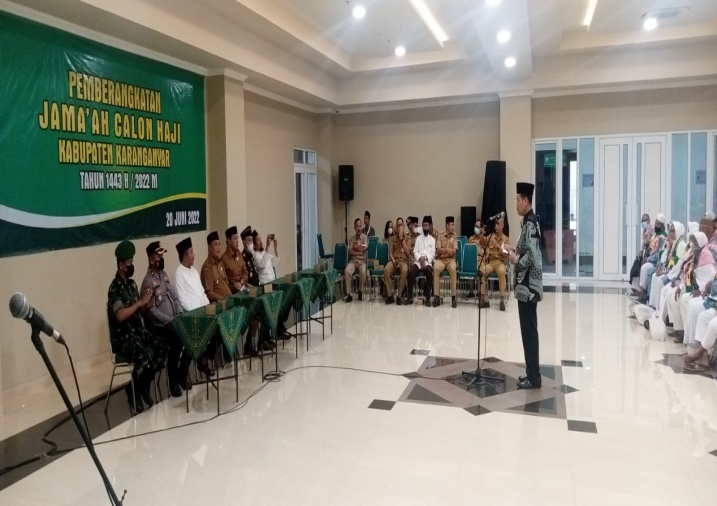 PEMBERANGKATAN
JAMA'AH CALON HAJI
KABUPATEN KARANGANYAR
TAHUN 1443 H / 2022 M
20 JUNI 2022